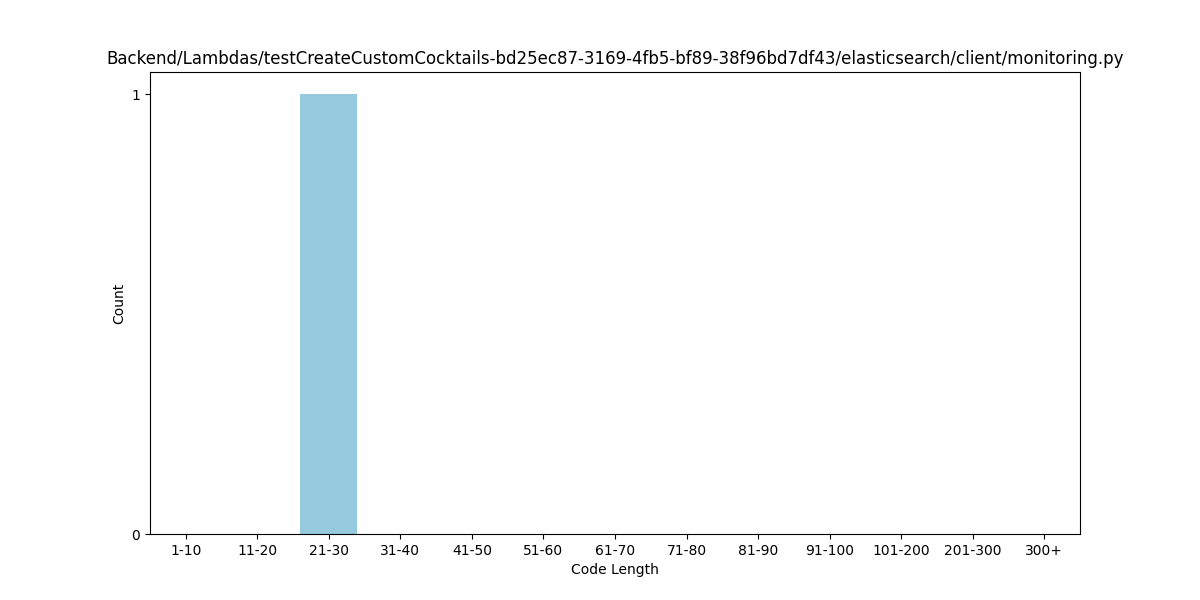 Backend/Lambdas/testCreateCustomCocktails-bd25ec87-3169-4fb5-bf89-38f96bd7df43/elasticsearch/client/monitoring.py
1
Count
0
1-10 11-20 21-30 31-40 41-50 51-60 61-70 71-80 81-90 91-100 101-200 201-300 300+
Code Length